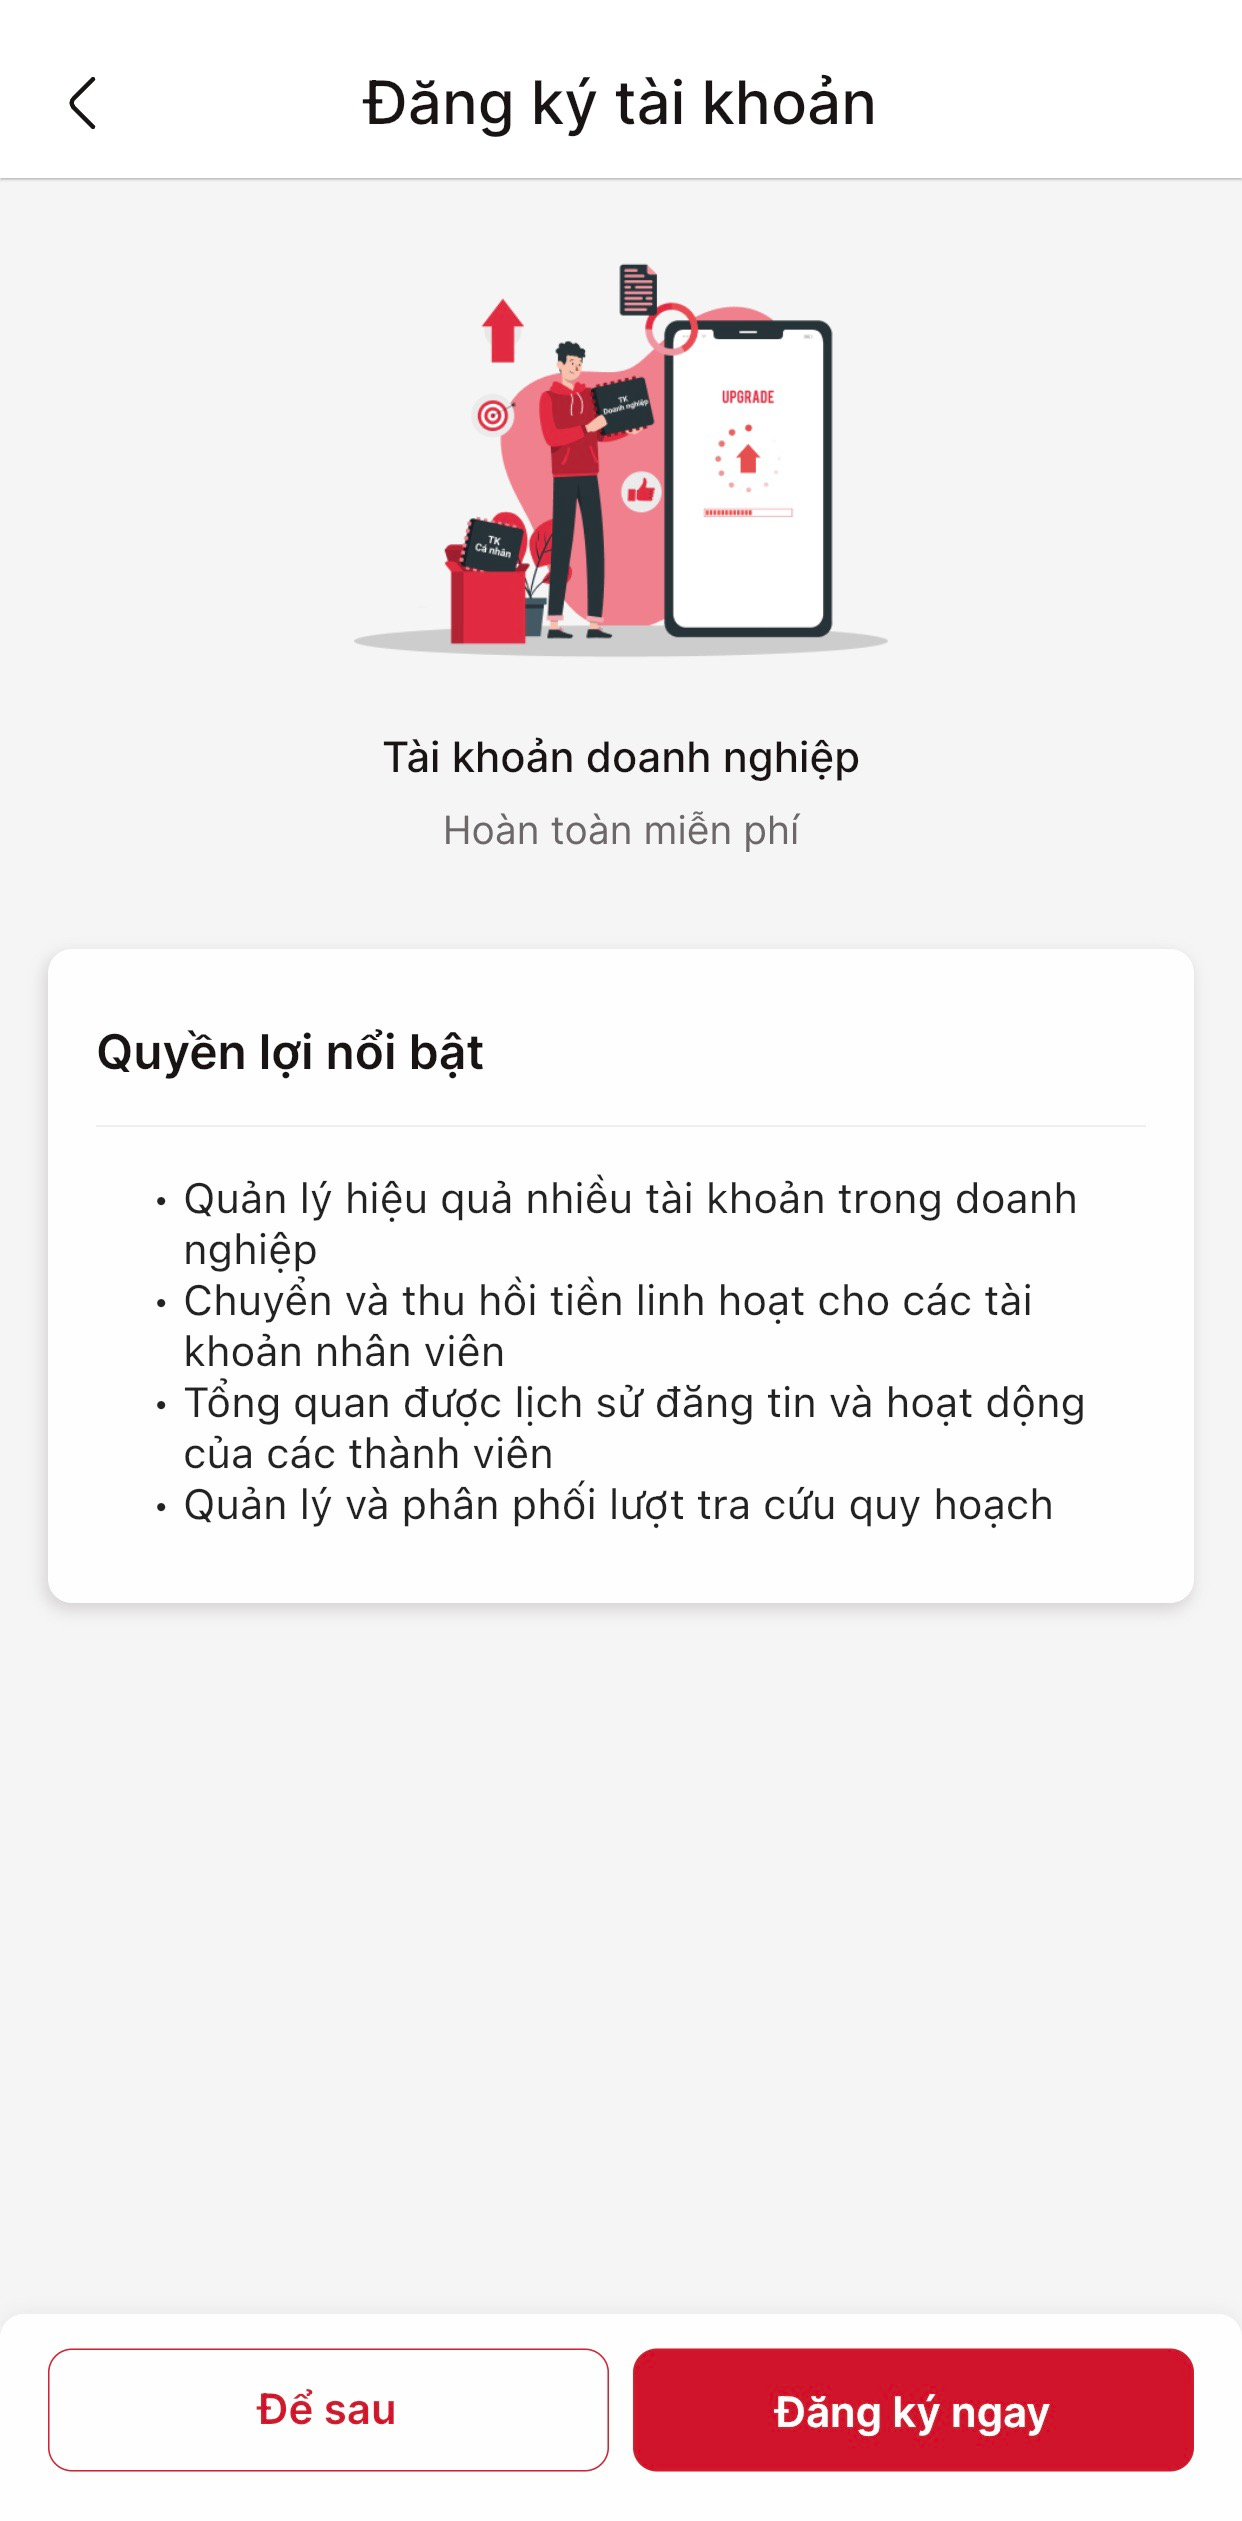 Đăng ký tài khoản
UPGRADE
TK
Doanh nghiệp
TK
Cá nhân
Tài khoản doanh nghiệp
Hoàn toàn miễn phí
Quyền lợi nổi bật
• Quản lý hiệu quả nhiều tài khoản trong doanh
nghiệp
• Chuyển và thu hồi tiền linh hoạt cho các tài
khoản nhân viên
• Tổng quan được lịch sử đăng tin và hoạt động
của các thành viên
• Quản lý và phân phối lượt tra cứu quy hoạch
Để sau
Đăng ký ngay